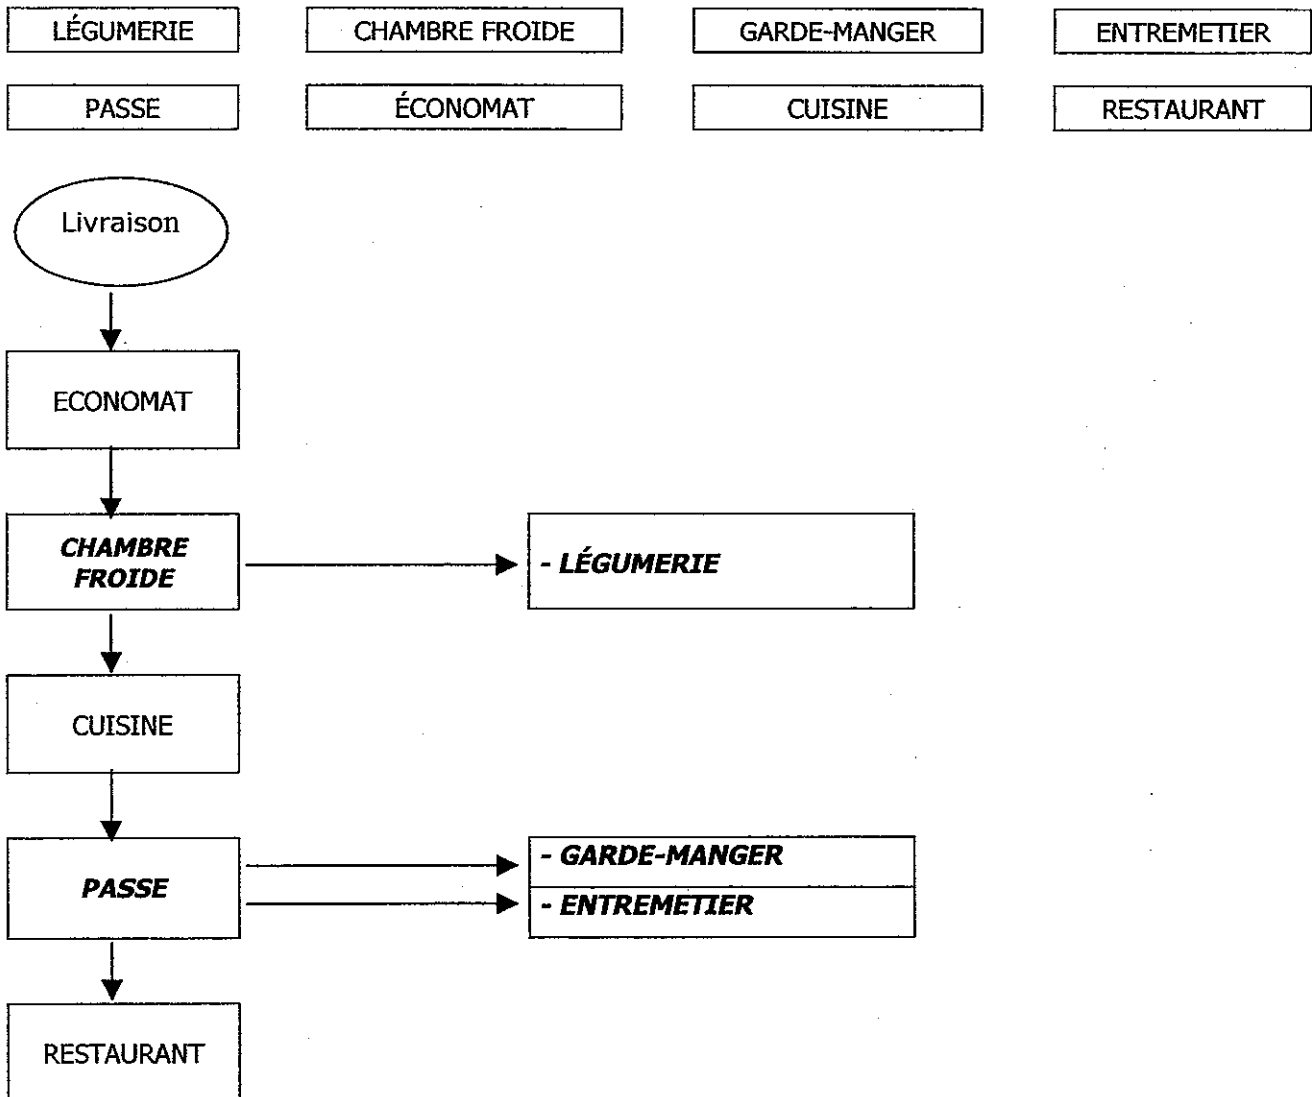 LÉGUMERIE
CHAMBRE FROIDE
GARDE-MANGER
ENTREMETIER
PASSE
ÉCONOMAT
CUISINE
RESTAURANT
Livraison
ECONOMAT
CHAMBRE
FROIDE
- LÉGUMERIE
CUISINE
PASSE
- GARDE-MANGER
- ENTREMETIER
RESTAURANT